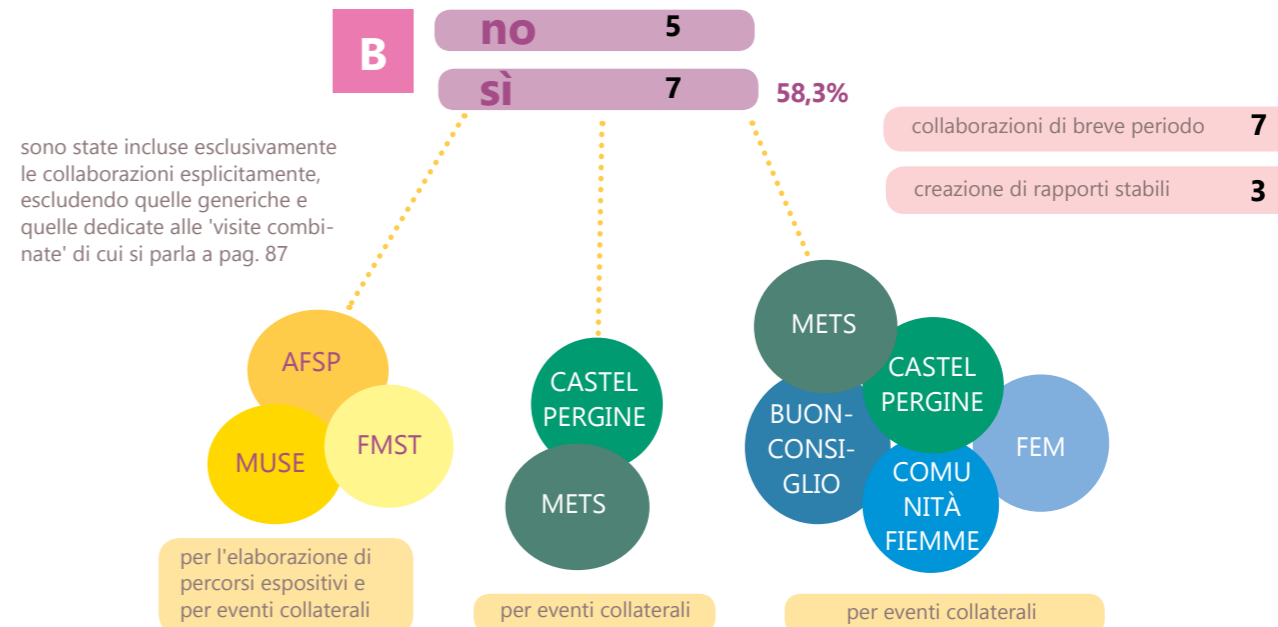 B
no 5
sì 7
58,3%
collaborazioni di breve periodo 7
creazione di rapporti stabili 3
sono state incluse esclusivamente
le collaborazioni esplicitamente,
escludendo quelle generiche e
quelle dedicate alle 'visite combi-
nate' di cui si parla a pag. 87
AFSP
MUSE
FMST
per l'elaborazione di
percorsi espositivi e
per eventi collaterali
CASTEL
PERGINE
METS
per eventi collaterali
METS
CASTEL
PERGINE
BUON-
CONSI-
GLIO
COMU
NITÀ
FIEMME
FEM
per eventi collaterali